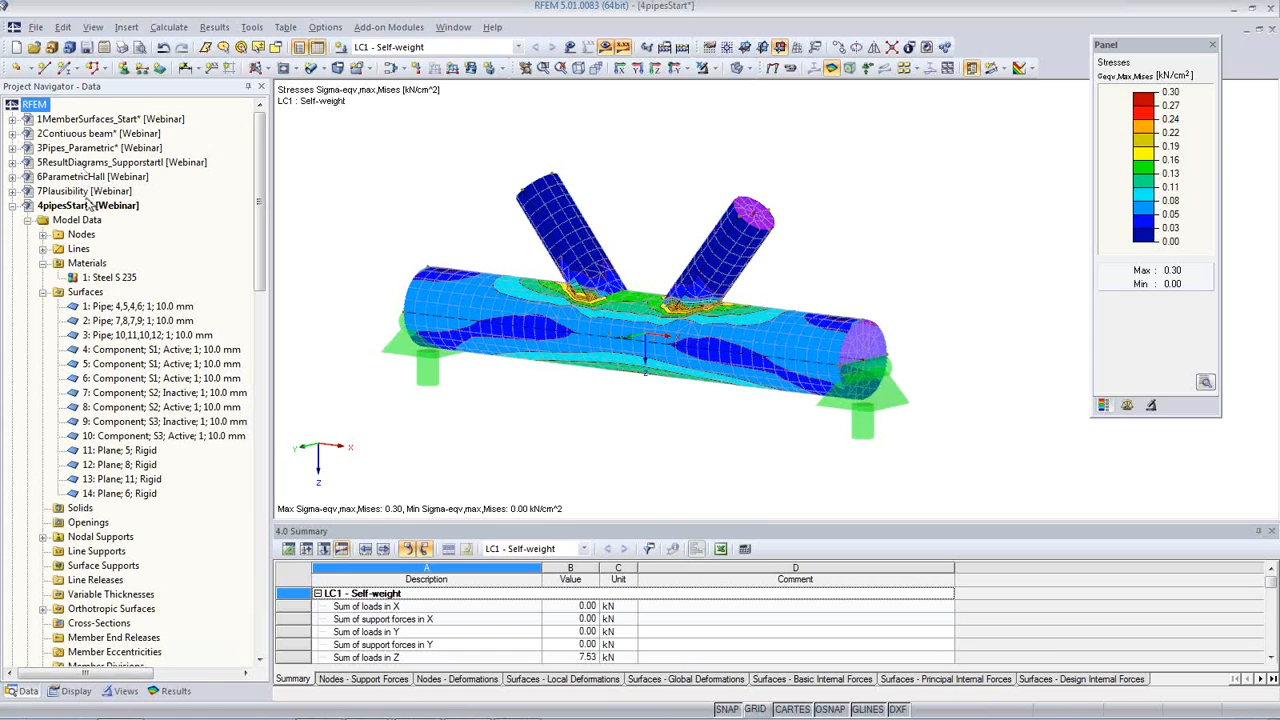 RFEM 5.01.0083 (64bit) - [4pipesStart*]
File Edit View Insert Calculate Results Tools Table Options Add-on Modules Window Help
LC1 - Self-weight
Project Navigator - Data
RFEM
1MemberSurfaces_Start* [Webinar]
2Contiuous beam* [Webinar]
3Pipes_Parametric* [Webinar]
5ResultDiagrams_Supporstartl [Webinar]
6ParametricHall [Webinar]
7Plausibility [Webinar]
4pipesStart* [Webinar]
Model Data
Nodes
Lines
Materials
1: Steel S 235
Surfaces
1: Pipe; 4,5,4,6; 1; 10.0 mm
2: Pipe; 7,8,7,9; 1; 10.0 mm
3: Pipe; 10,11,10,12; 1; 10.0 mm
4: Component; S1; Active; 1; 10.0 mm
5: Component; S1; Active; 1; 10.0 mm
6: Component; S2; Active; 1; 10.0 mm
7: Component; S2; Inactive; 1; 10.0 mm
8: Component; S2; Active; 1; 10.0 mm
9: Component; S3; Inactive; 1; 10.0 mm
10: Component; S3; Active; 1; 10.0 mm
11: Plane; 5; Rigid
12: Plane; 8; Rigid
13: Plane; 11; Rigid
14: Plane; 6; Rigid
Solids
Openings
Nodal Supports
Line Supports
Surface Supports
Line Releases
Variable Thicknesses
Orthotropic Surfaces
Cross-Sections
Member End Releases
Member Eccentricities
Member Divisions
Data Display Views Results
Stresses Sigma-eqv,max,Mises [kN/cm^2]
LC1 : Self-weight
X
Y
Z
Z
Max Sigma-eqv,max,Mises: 0.30, Min Sigma-eqv,max,Mises: 0.00 kN/cm^2
Panel
Stresses
σeqv,Max,Mises [kN/cm²]
0.30
0.27
0.24
0.22
0.19
0.16
0.13
0.11
0.08
0.05
0.03
0.00
Max : 0.30
Min : 0.00
4.0 Summary
LC1 - Self-weight
A B C D
Description Value Unit Comment
LC1 - Self-weight
Sum of loads in X 0.00 kN
Sum of support forces in X 0.00 kN
Sum of loads in Y 0.00 kN
Sum of support forces in Y 0.00 kN
Sum of loads in Z 7.53 kN
Summary Nodes - Support Forces Nodes - Deformations Surfaces - Local Deformations Surfaces - Global Deformations Surfaces - Basic Internal Forces Surfaces - Principal Internal Forces Surfaces - Design Internal Forces
SNAP GRID CARTES OSNAP GLINES DXF